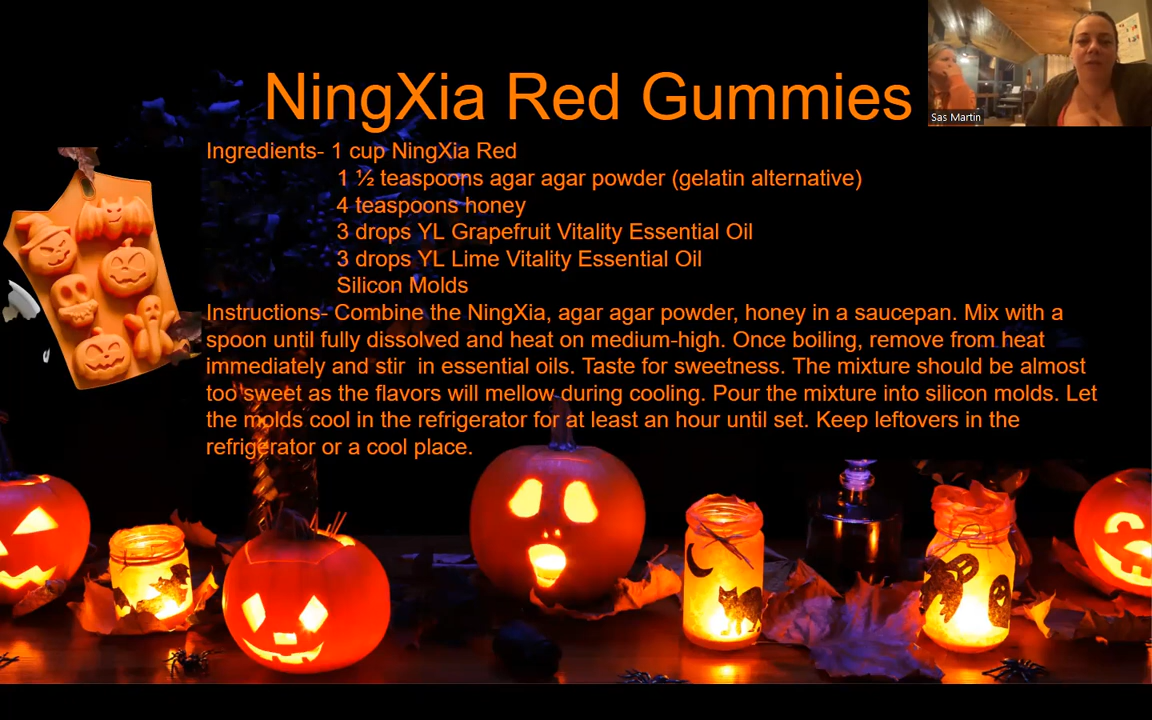 NingXia Red Gummies
Sas Martin
Ingredients- 1 cup NingXia Red
1 ½ teaspoons agar agar powder (gelatin alternative)
4 teaspoons honey
3 drops YL Grapefruit Vitality Essential Oil
3 drops YL Lime Vitality Essential Oil
Silicon Molds
Instructions- Combine the NingXia, agar agar powder, honey in a saucepan. Mix with a
spoon until fully dissolved and heat on medium-high. Once boiling, remove from heat
immediately and stir  in essential oils. Taste for sweetness. The mixture should be almost
too sweet as the flavors will mellow during cooling. Pour the mixture into silicon molds. Let
the molds cool in the refrigerator for at least an hour until set. Keep leftovers in the
refrigerator or a cool place.